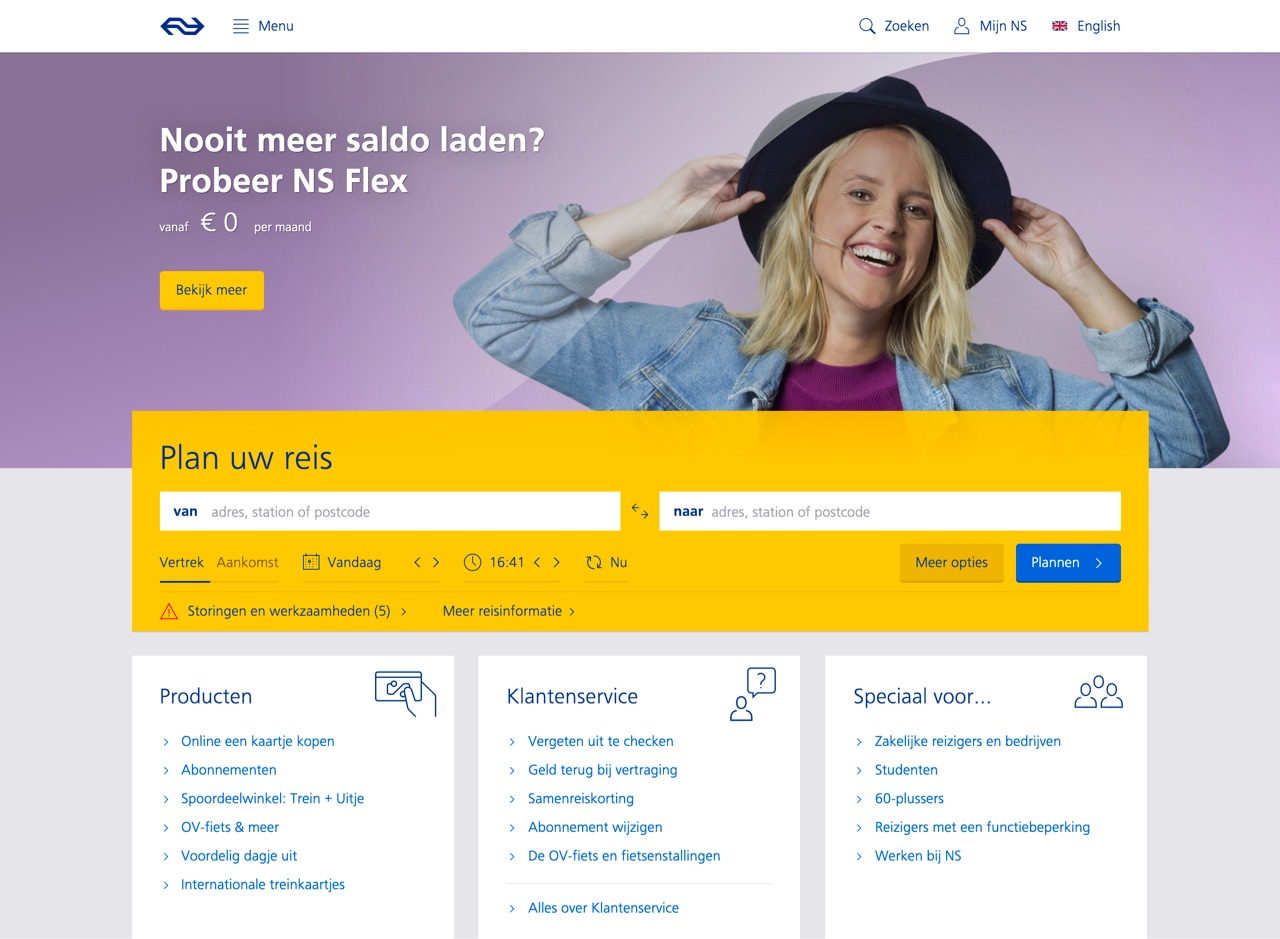 Menu
Zoeken
Mijn NS
English
Nooit meer saldo laden?
Probeer NS Flex
vanaf € 0 per maand
Bekijk meer
Plan uw reis
van adres, station of postcode
naar adres, station of postcode
Vertrek Aankomst Vandaag 16:41 Nu
Meer opties
Plannen
Storingen en werkzaamheden (5)
Meer reisinformatie
Producten
Online een kaartje kopen
Abonnementen
Spoordeelwinkel: Trein + Uitje
OV-fiets & meer
Voordelig dagje uit
Internationale treinkaartjes
Klantenservice
?
Vergeten uit te checken
Geld terug bij vertraging
Samenreiskorting
Abonnement wijzigen
De OV-fiets en fietsenstallingen
Alles over Klantenservice
Speciaal voor...
Zakelijke reizigers en bedrijven
Studenten
60-plussers
Reizigers met een functiebeperking
Werken bij NS